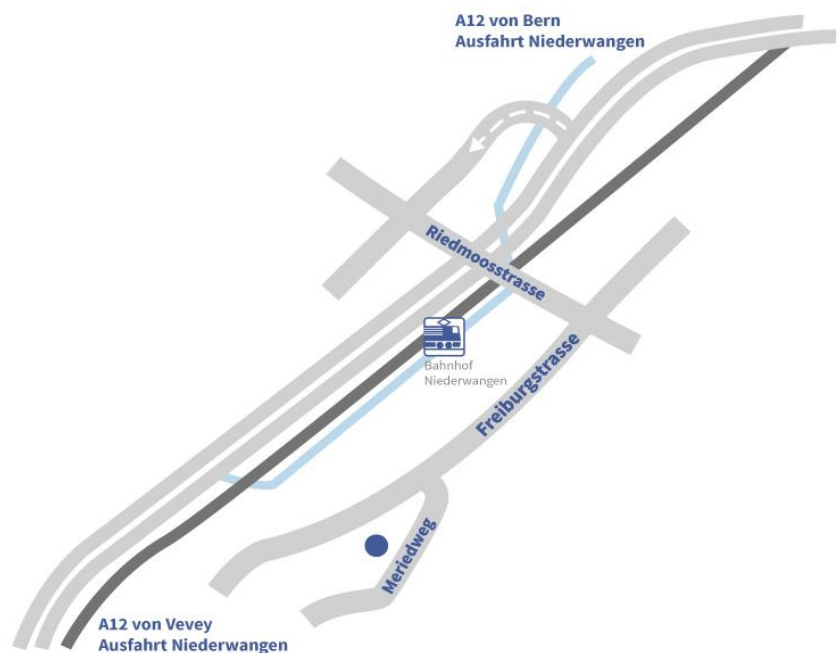 A12 von Bern
Ausfahrt Niederwangen
Riedmoosstrasse
Bahnhof
Niederwangen
Freiburgstrasse
Meriedweg
A12 von Vevey
Ausfahrt Niederwangen